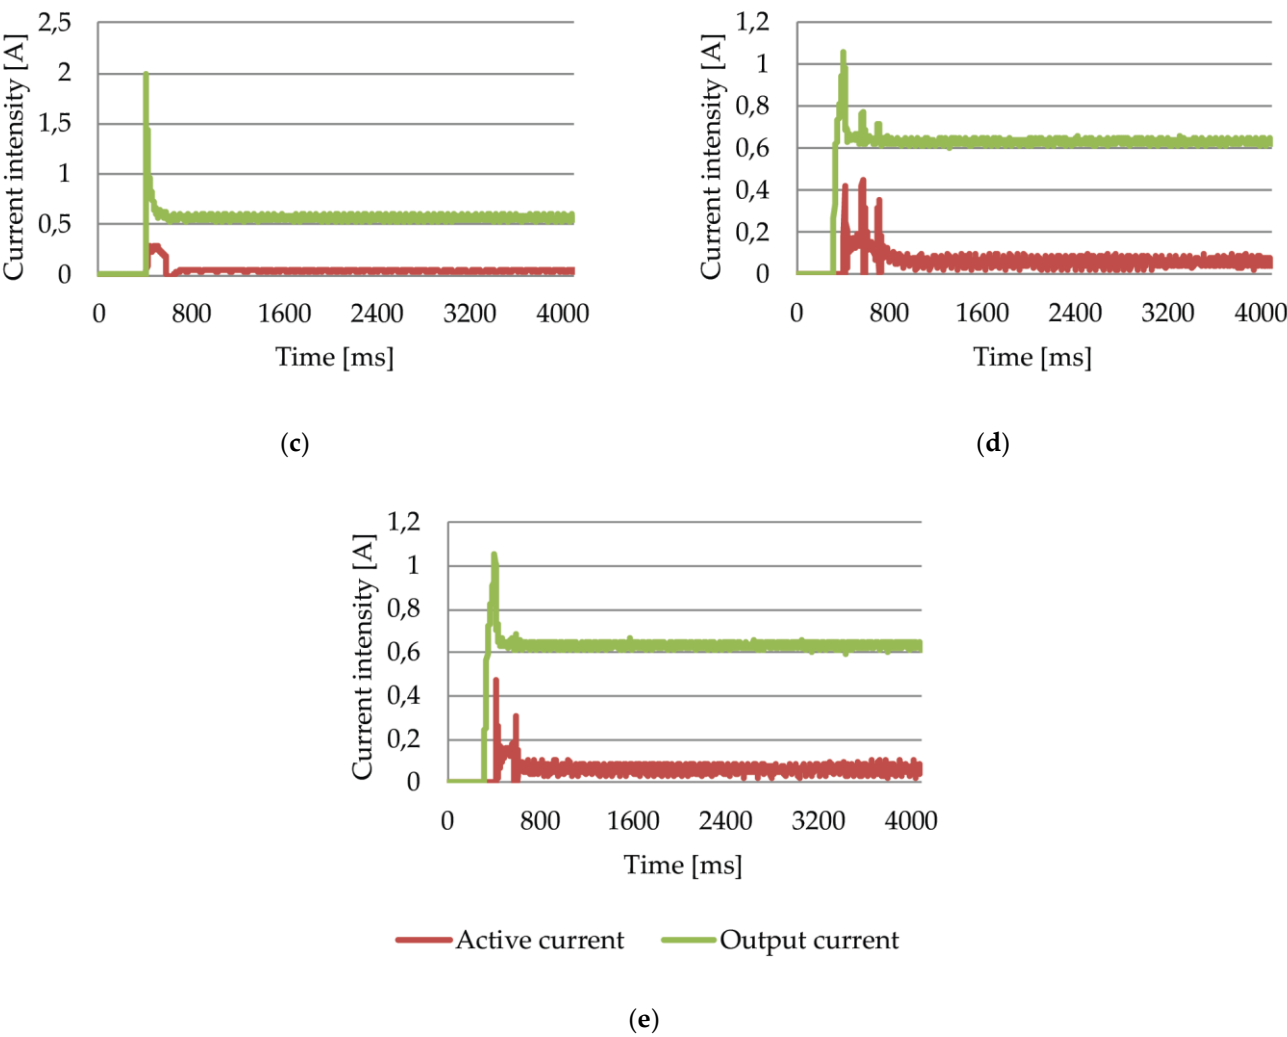 2,5
2
1,5
1
0,5
0
Current intensity [A]
0 800 1600 2400 3200 4000
Time [ms]
(c)
1,2
1
0,8
0,6
0,4
0,2
0
Current intensity [A]
0 800 1600 2400 3200 4000
Time [ms]
(d)
1,2
1
0,8
0,6
0,4
0,2
0
Current intensity [A]
0 800 1600 2400 3200 4000
Time [ms]
Active current Output current
(e)